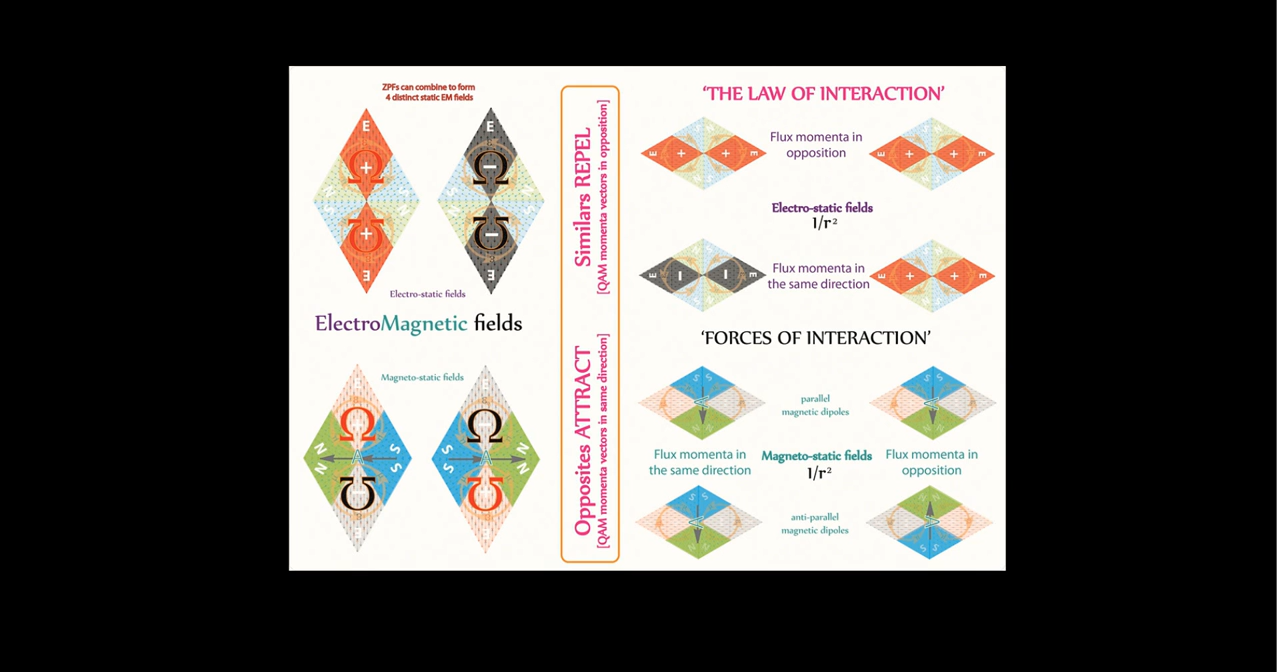 ZPFs can combine to form
4 distinct static EM fields
E
E
Ω
Ω
+
–
+
–
E
E
Electro-static fields
ElectroMagnetic fields
Magneto-static fields
Ω
Ω
N N
A
S S
S S
A
N N
Ω
E
E
Similars REPEL
[QAM momenta vectors in opposition]
Opposites ATTRACT
[QAM momenta vectors in same direction]
'THE LAW OF INTERACTION'
E + + E
Flux momenta in
opposition
E + + E
Electro-static fields
1/r²
E – – E
Flux momenta in
the same direction
E + + E
'FORCES OF INTERACTION'
S S
A
N N
parallel
magnetic dipoles
S S
A
N N
Flux momenta in
the same direction
Magneto-static fields
1/r²
Flux momenta in
opposition
S S
A
N N
anti-parallel
magnetic dipoles
N N
A
S S